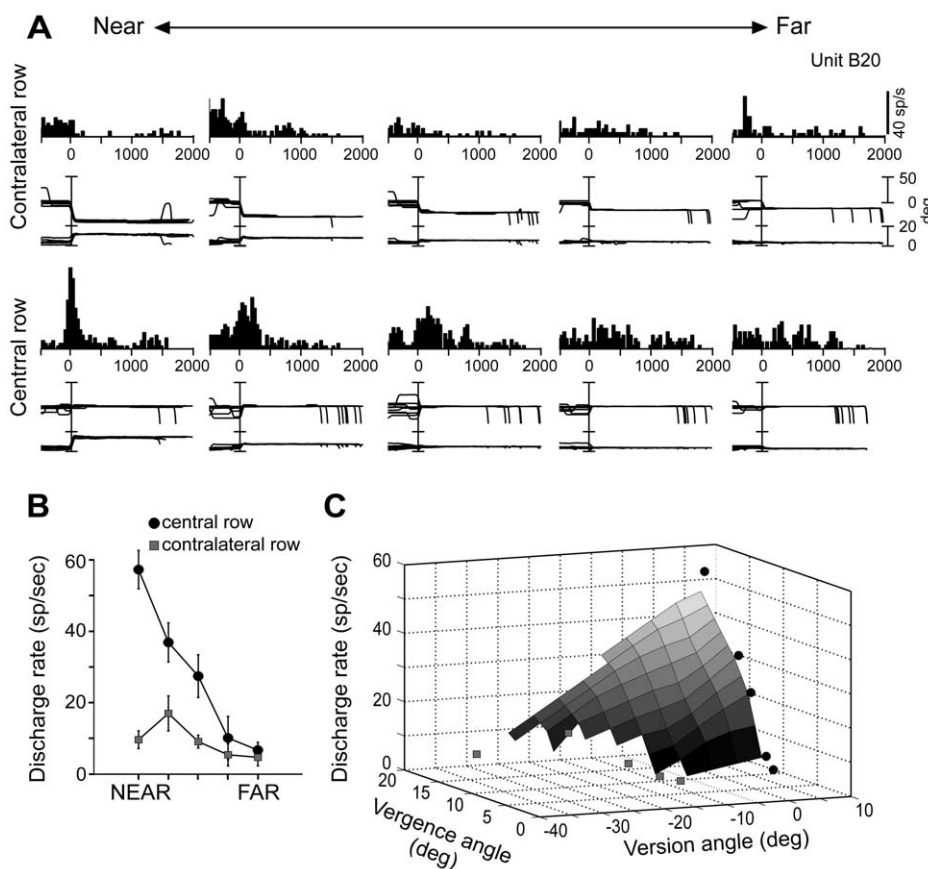 A
Near
Far
Unit B20
Contralateral row
40 sp/s
0 1000 2000 0 1000 2000 0 1000 2000 0 1000 2000 0 1000 2000
50
0
deg
20
0
Central row
0 1000 2000 0 1000 2000 0 1000 2000 0 1000 2000 0 1000 2000
B
central row
contralateral row
Discharge rate (sp/sec)
60
40
20
0
NEAR FAR
C
Discharge rate (sp/sec)
60
50
40
30
20
0
20 15 10 5 0
Vergence angle
(deg)
-40 -30 -20 -10 0 10
Version angle (deg)